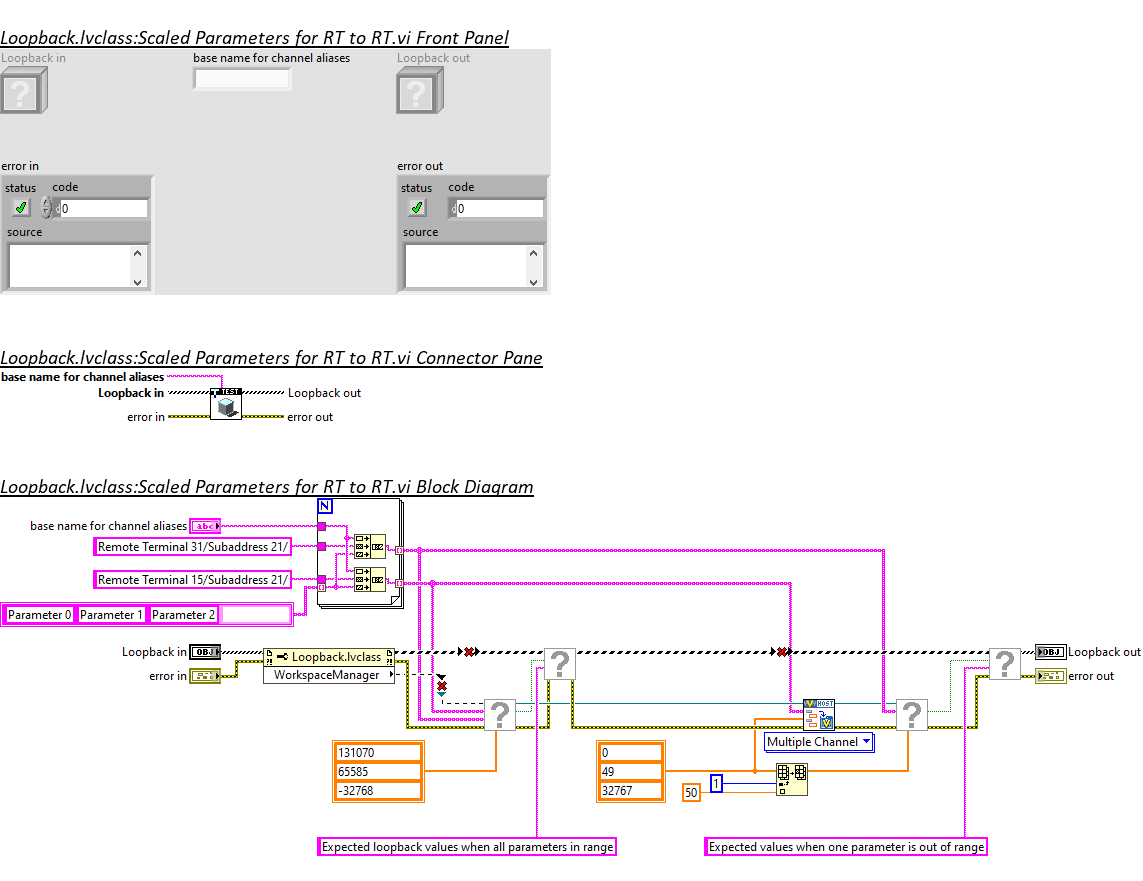 Loopback.lvclass:Scaled Parameters for RT to RT.vi Front Panel
Loopback in
base name for channel aliases
Loopback out
?
?
error in
error out
status code
status code
0
0
source
source
Loopback.lvclass:Scaled Parameters for RT to RT.vi Connector Pane
base name for channel aliases
Loopback in
TEST
Loopback out
error in
error out
Loopback.lvclass:Scaled Parameters for RT to RT.vi Block Diagram
N
base name for channel aliases
abc
Remote Terminal 31/Subaddress 21/
Remote Terminal 15/Subaddress 21/
Parameter 0 Parameter 1 Parameter 2
Loopback in
OBJ
Loopback.lvclass
?
?
OBJ
Loopback out
error in
WorkspaceManager
error out
?
HOST
?
Multiple Channel
131070
65585
-32768
0
49
32767
1
50
Expected loopback values when all parameters in range
Expected values when one parameter is out of range